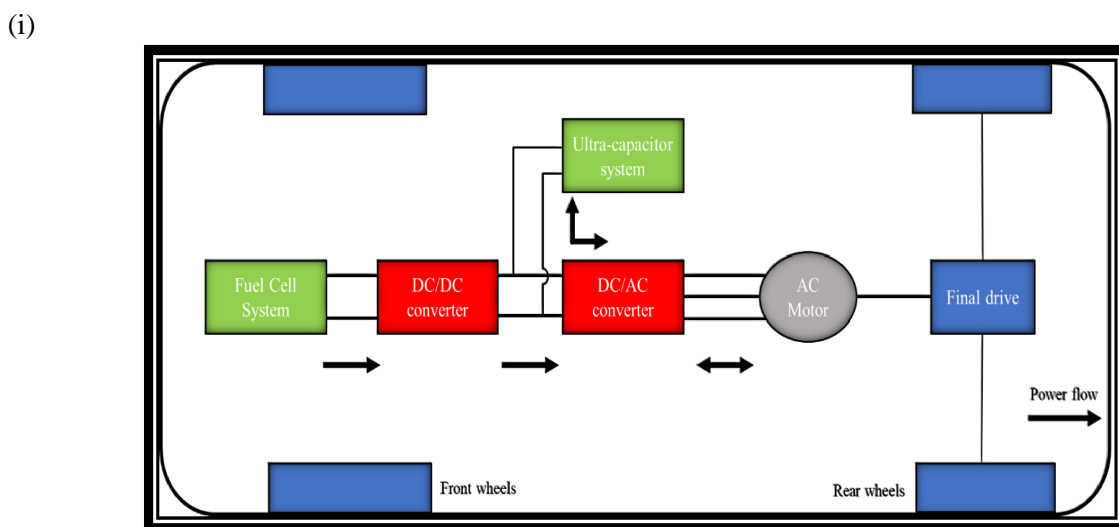 (i)
Ultra-capacitor
system
Fuel Cell
System
DC/DC
converter
DC/AC
converter
AC
Motor
Final drive
Power flow
Front wheels
Rear wheels